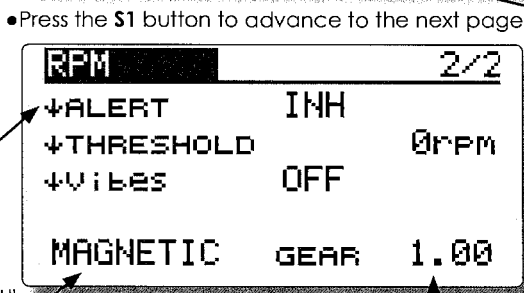 •Press the S1 button to advance to the next page
RPM 2/2
↓ALERT INH
↓THRESHOLD 0rpm
↓Vibes OFF
MAGNETIC GEAR 1.00